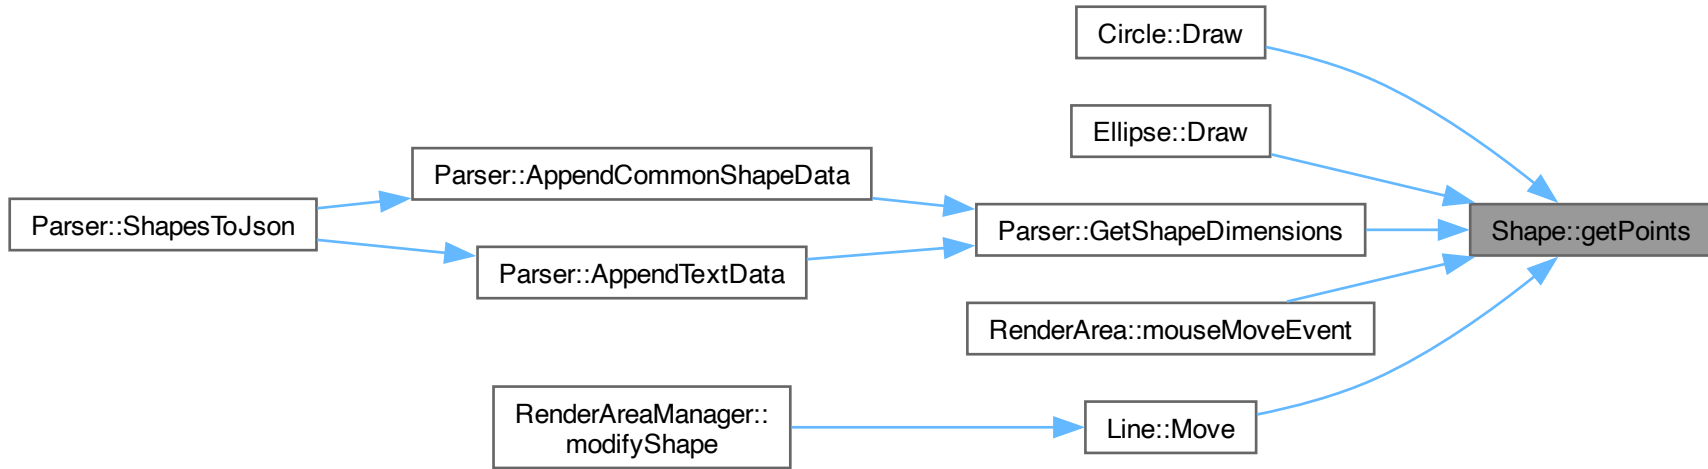 Circle::Draw
Ellipse::Draw
Parser::AppendCommonShapeData
Parser::ShapesToJson
Parser::GetShapeDimensions
Shape::getPoints
Parser::AppendTextData
RenderArea::mouseMoveEvent
RenderAreaManager::
modifyShape
Line::Move